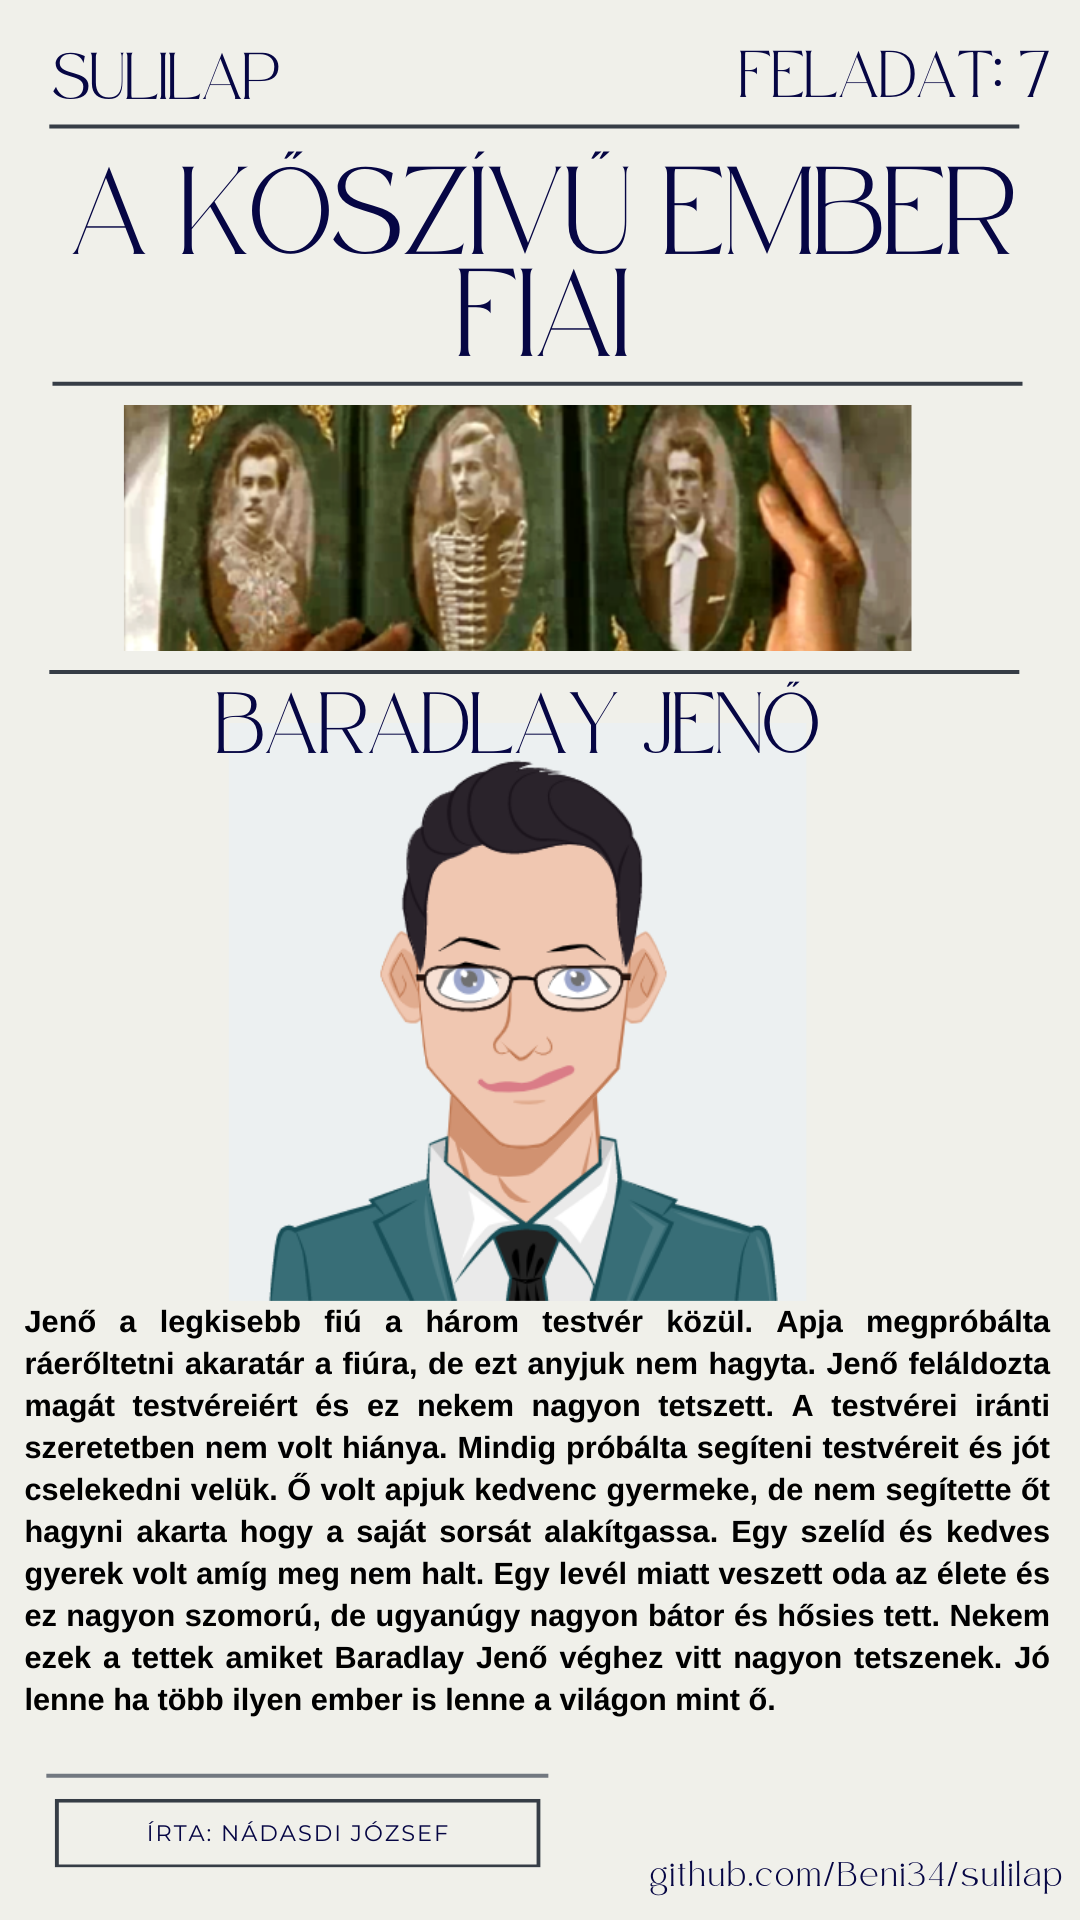 SULILAP
FELADAT: 7
A KŐSZÍVŰ EMBER
FIAI
BARADLAY JENŐ
Jenő a legkisebb fiú a három testvér közül. Apja megpróbálta
ráerőltetni akaratár a fiúra, de ezt anyjuk nem hagyta. Jenő feláldozta
magát testvéreiért és ez nekem nagyon tetszett. A testvérei iránti
szeretetben nem volt hiánya. Mindig próbálta segíteni testvéreit és jót
cselekedni velük. Ő volt apjuk kedvenc gyermeke, de nem segítette őt
hagyni akarta hogy a saját sorsát alakítgassa. Egy szelíd és kedves
gyerek volt amíg meg nem halt. Egy levél miatt veszett oda az élete és
ez nagyon szomorú, de ugyanúgy nagyon bátor és hősies tett. Nekem
ezek a tettek amiket Baradlay Jenő véghez vitt nagyon tetszenek. Jó
lenne ha több ilyen ember is lenne a világon mint ő.
ÍRTA: NÁDASDI JÓZSEF
github.com/Beni34/sulilap